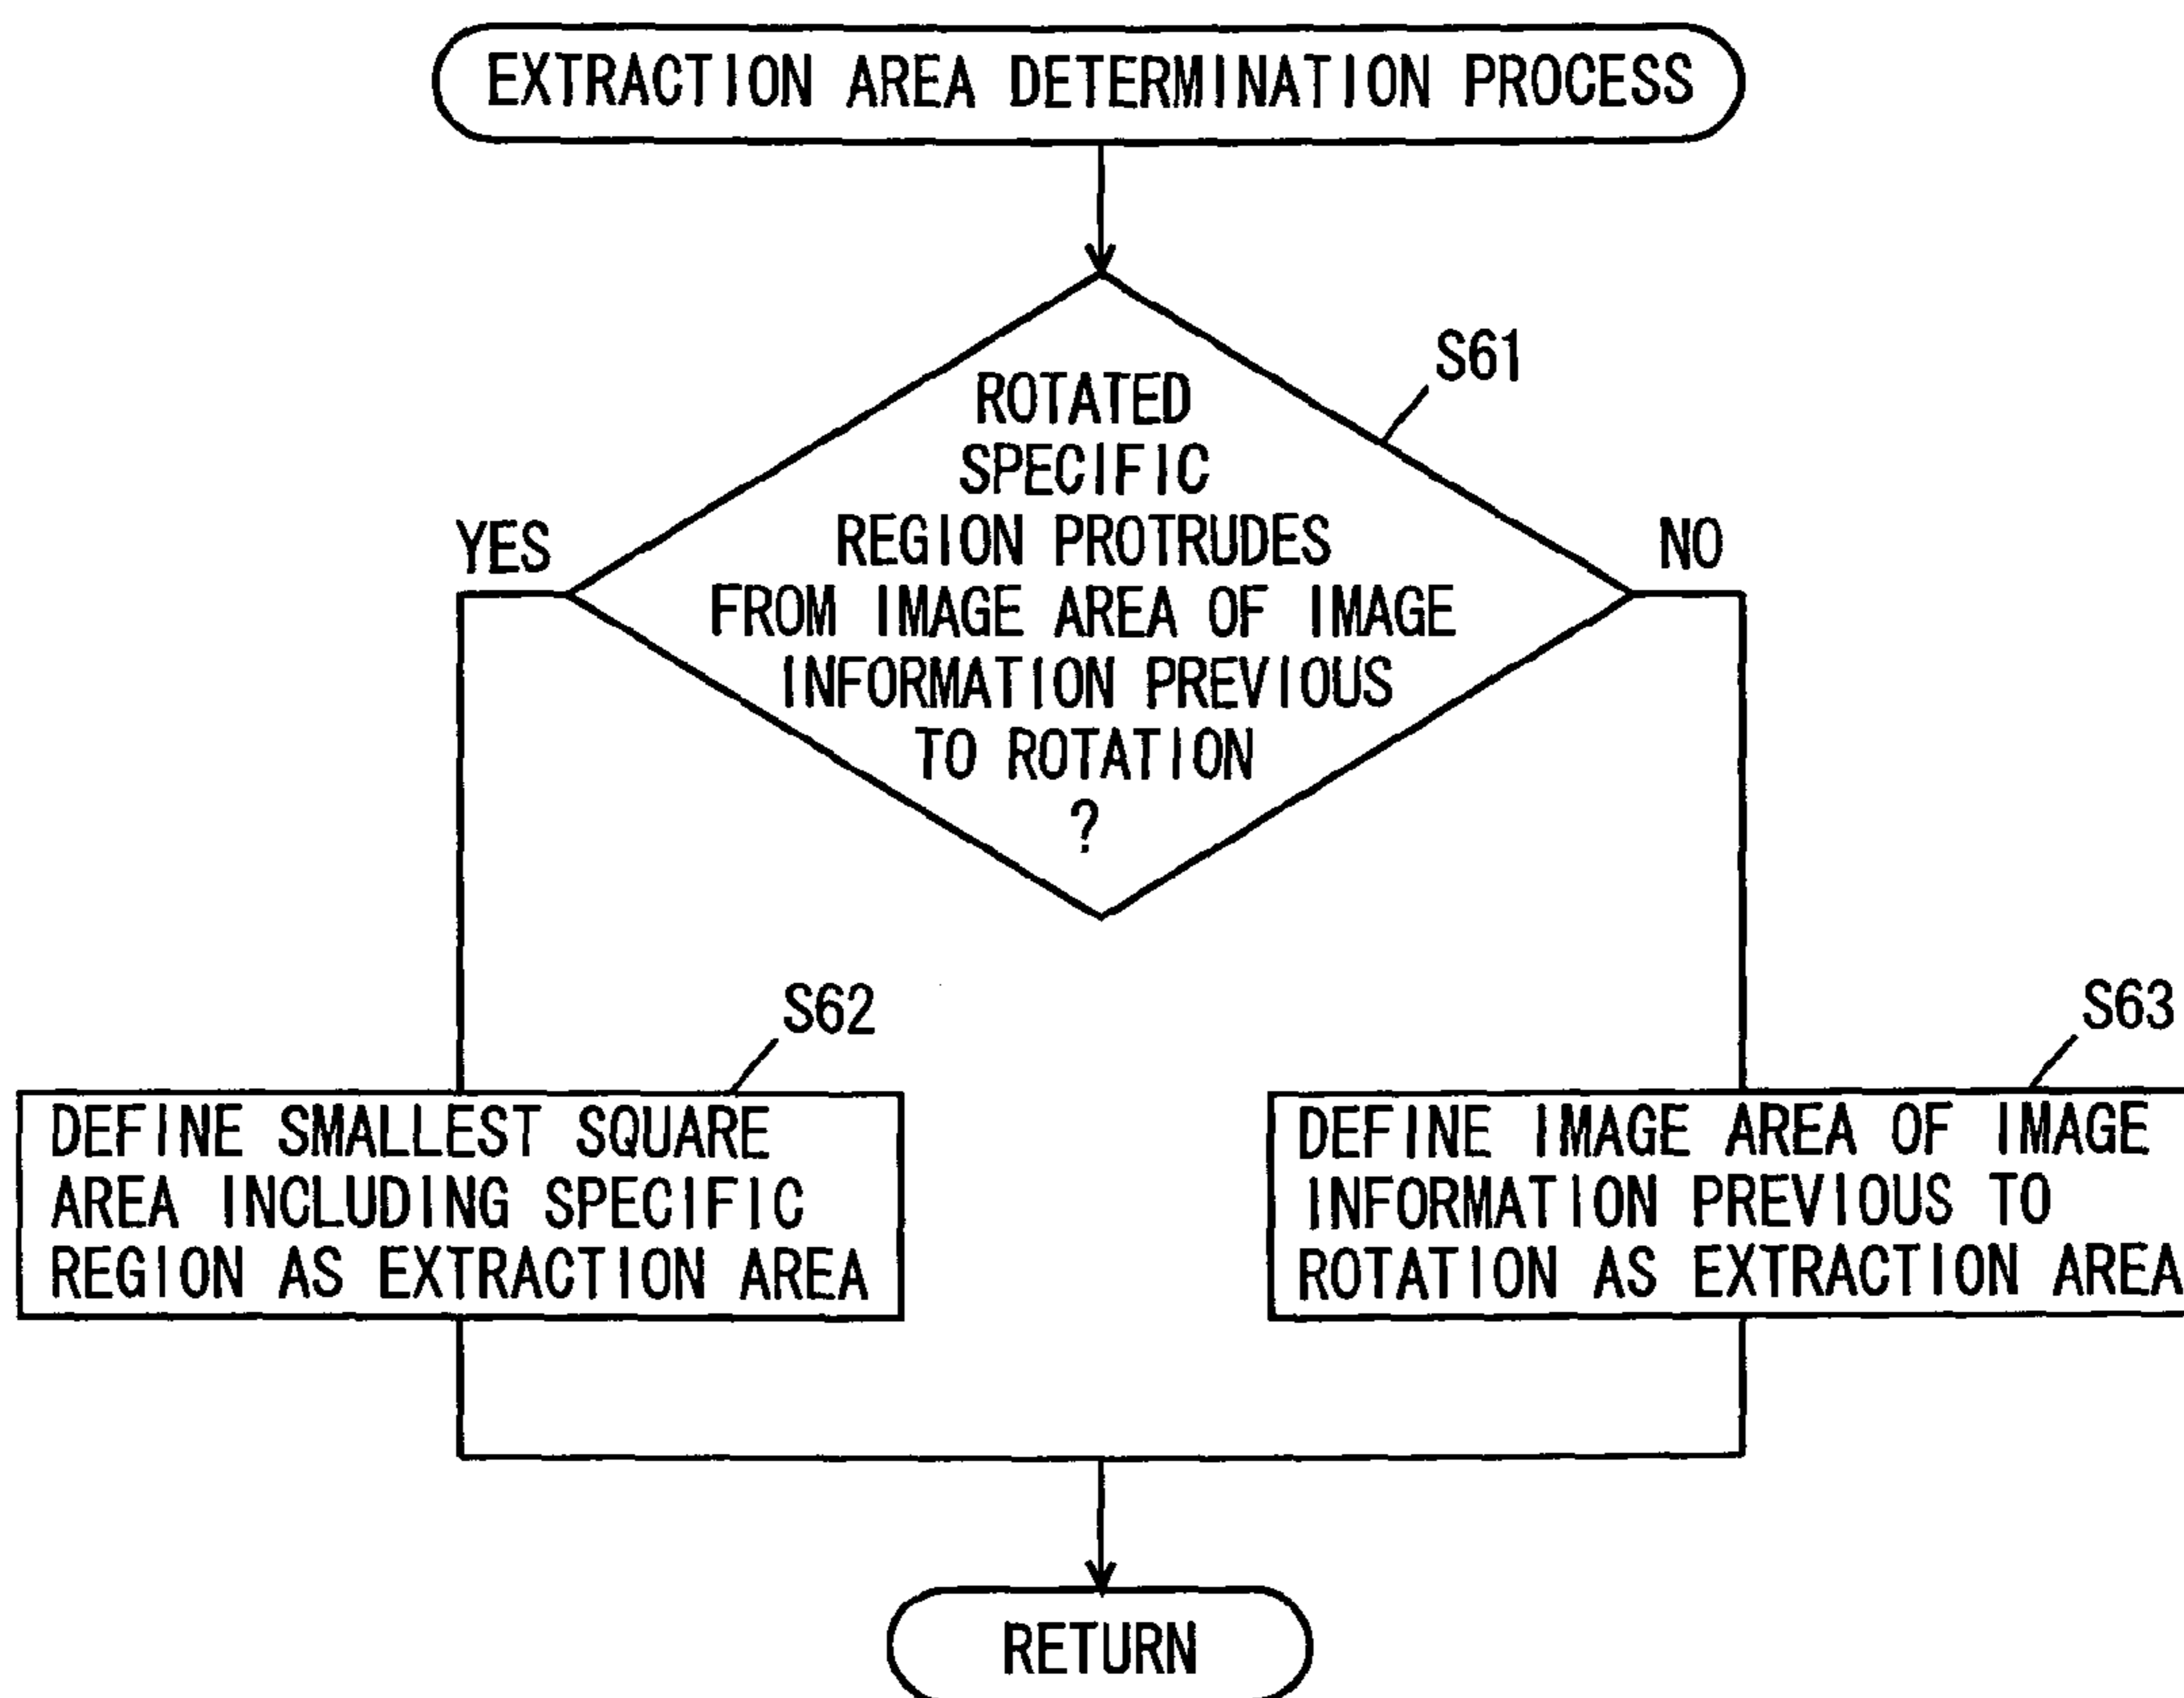 EXTRACTION AREA DETERMINATION PROCESS
S61
ROTATED
SPECIFIC
REGION PROTRUDES
FROM IMAGE AREA OF IMAGE
INFORMATION PREVIOUS
TO ROTATION
?
YES
NO
S62
DEFINE SMALLEST SQUARE
AREA INCLUDING SPECIFIC
REGION AS EXTRACTION AREA
S63
DEFINE IMAGE AREA OF IMAGE
INFORMATION PREVIOUS TO
ROTATION AS EXTRACTION AREA
RETURN